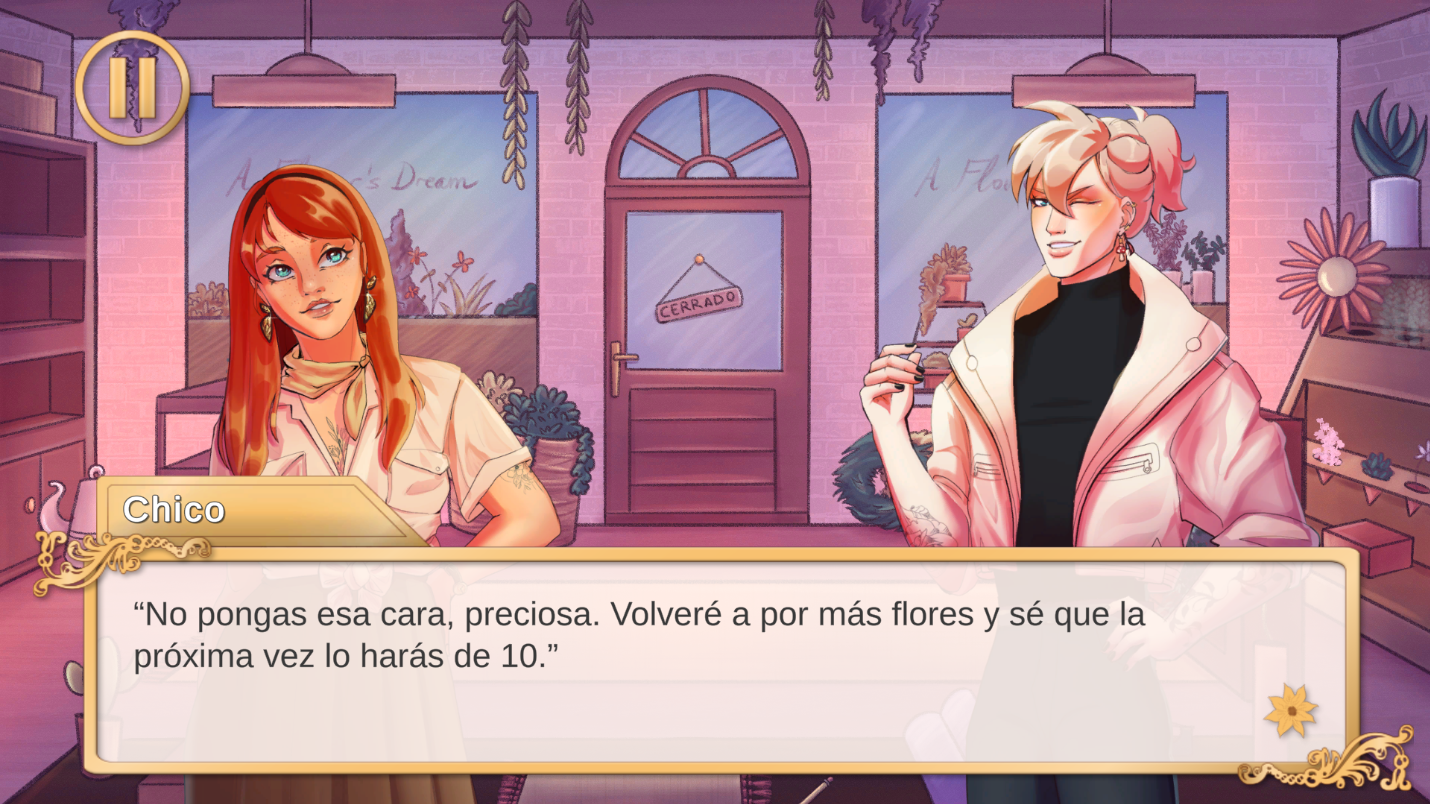 A Fl r's Dream
A Flo
CERRADO
Chico
“No pongas esa cara, preciosa. Volveré a por más flores y sé que la
próxima vez lo harás de 10.”